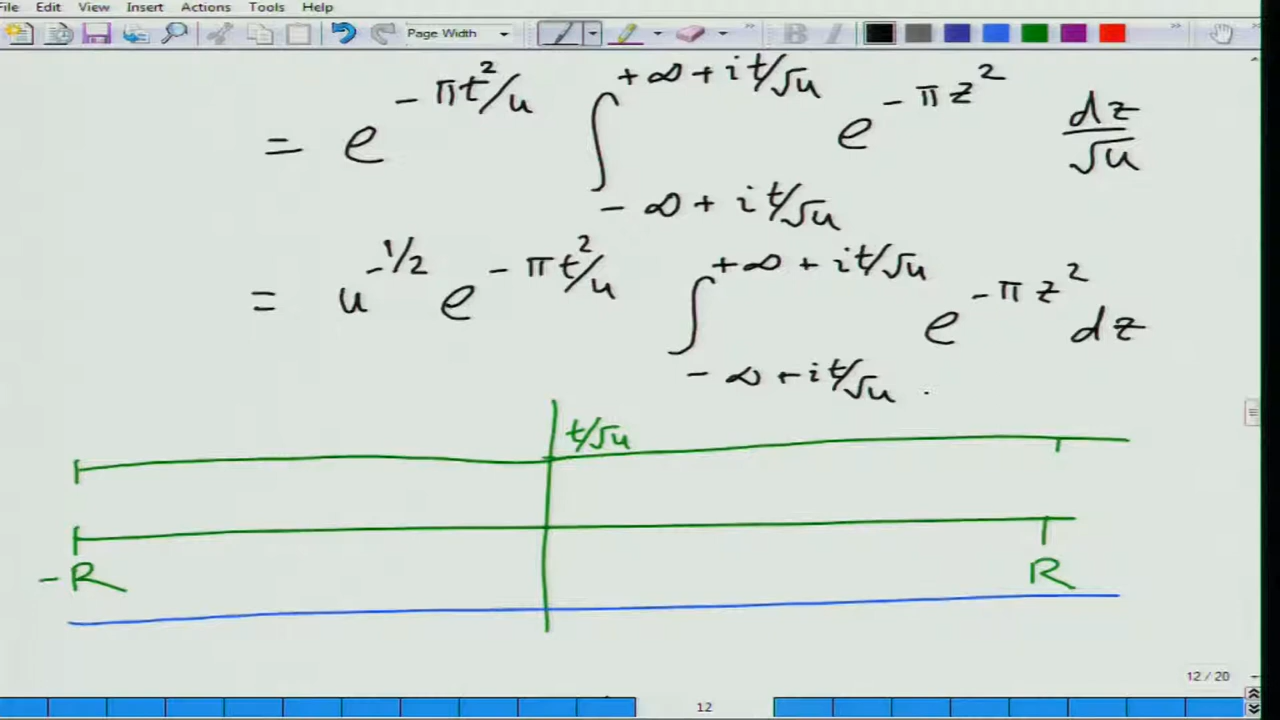 File Edit View Insert Actions Tools Help
Page Width
= e^{-πt²/u} ∫_{-∞+it/√u}^{+∞+it/√u} e^{-πz²} dz/√u
= u^{-1/2} e^{-πt²/u} ∫_{-∞+it/√u}^{+∞+it/√u} e^{-πz²} dz.
t/√u
-R R
12 / 20
12